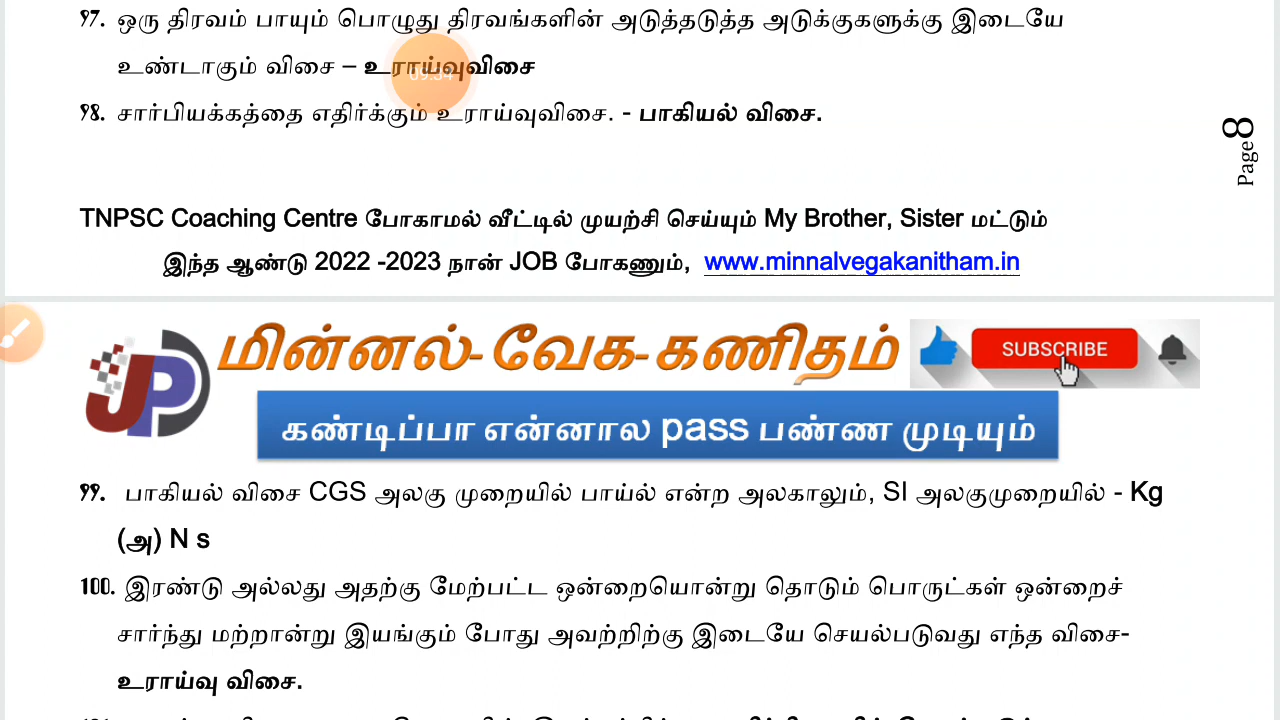 97. ஒரு திரவம் பாயும் பொழுது திரவங்களின் அடுத்தடுத்த அடுக்குகளுக்கு இடையே
உண்டாகும் விசை – உராய்வுவிசை
09:34
98. சார்பியக்கத்தை எதிர்க்கும் உராய்வுவிசை. - பாகியல் விசை.
Page 8
TNPSC Coaching Centre போகாமல் வீட்டில் முயற்சி செய்யும் My Brother, Sister மட்டும்
இந்த ஆண்டு 2022 -2023 நான் JOB போகணும், www.minnalvegakanitham.in
JP
மின்னல்-வேக-கணிதம்
SUBSCRIBE
கண்டிப்பா என்னால pass பண்ண முடியும்
99. பாகியல் விசை CGS அலகு முறையில் பாய்ல் என்ற அலகாலும், SI அலகுமுறையில் - Kg
(அ) N s
100. இரண்டு அல்லது அதற்கு மேற்பட்ட ஒன்றையொன்று தொடும் பொருட்கள் ஒன்றைச்
சார்ந்து மற்றான்று இயங்கும் போது அவற்றிற்கு இடையே செயல்படுவது எந்த விசை-
உராய்வு விசை.